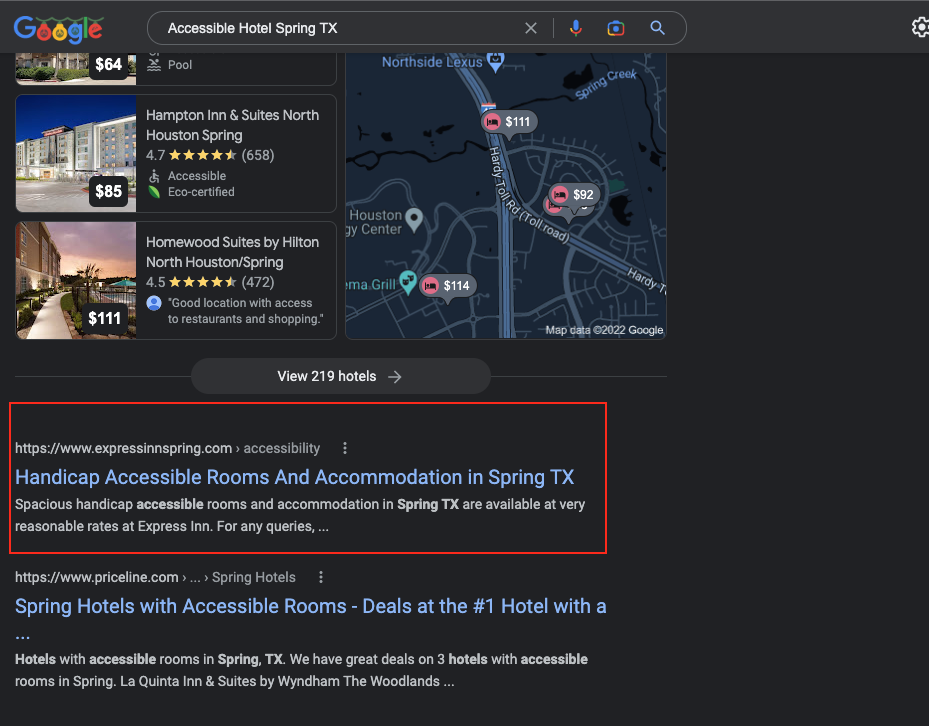 Google
Accessible Hotel Spring TX
$64
Pool
Hampton Inn & Suites North
Houston Spring
4.7 (658)
Accessible
Eco-certified
$85
Homewood Suites by Hilton
North Houston/Spring
4.5 (472)
"Good location with access
to restaurants and shopping."
$111
Northside Lexus
Spring Creek
$111
Hardy Toll Rd (Toll road)
$92
Houston
gy Center
ema Grill
$114
Hardy T
Map data ©2022 Google
View 219 hotels →
https://www.expressinnspring.com › accessibility
Handicap Accessible Rooms And Accommodation in Spring TX
Spacious handicap accessible rooms and accommodation in Spring TX are available at very
reasonable rates at Express Inn. For any queries, ...
https://www.priceline.com › ... › Spring Hotels
Spring Hotels with Accessible Rooms - Deals at the #1 Hotel with a
...
Hotels with accessible rooms in Spring, TX. We have great deals on 3 hotels with accessible
rooms in Spring. La Quinta Inn & Suites by Wyndham The Woodlands ...